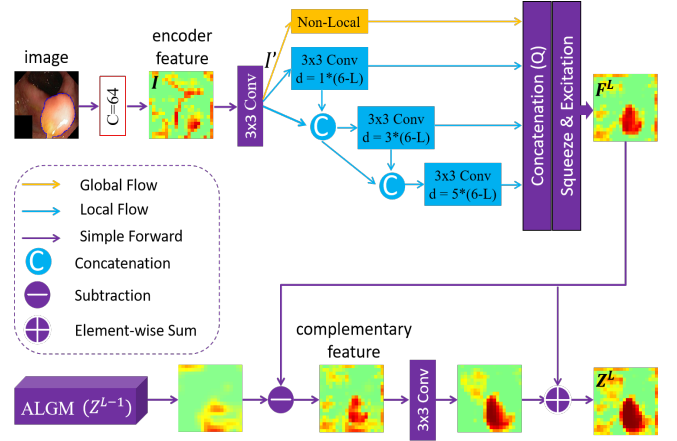 image
encoder
feature
C=64
I
3x3 Conv
I'
Non-Local
3x3 Conv
d = 1*(6-L)
C
3x3 Conv
d = 3*(6-L)
C
3x3 Conv
d = 5*(6-L)
Concatenation (Q)
Squeeze & Excitation
F^L
Global Flow
Local Flow
Simple Forward
C
Concatenation
Subtraction
Element-wise Sum
ALGM (Z^{L-1})
complementary
feature
3x3 Conv
Z^L